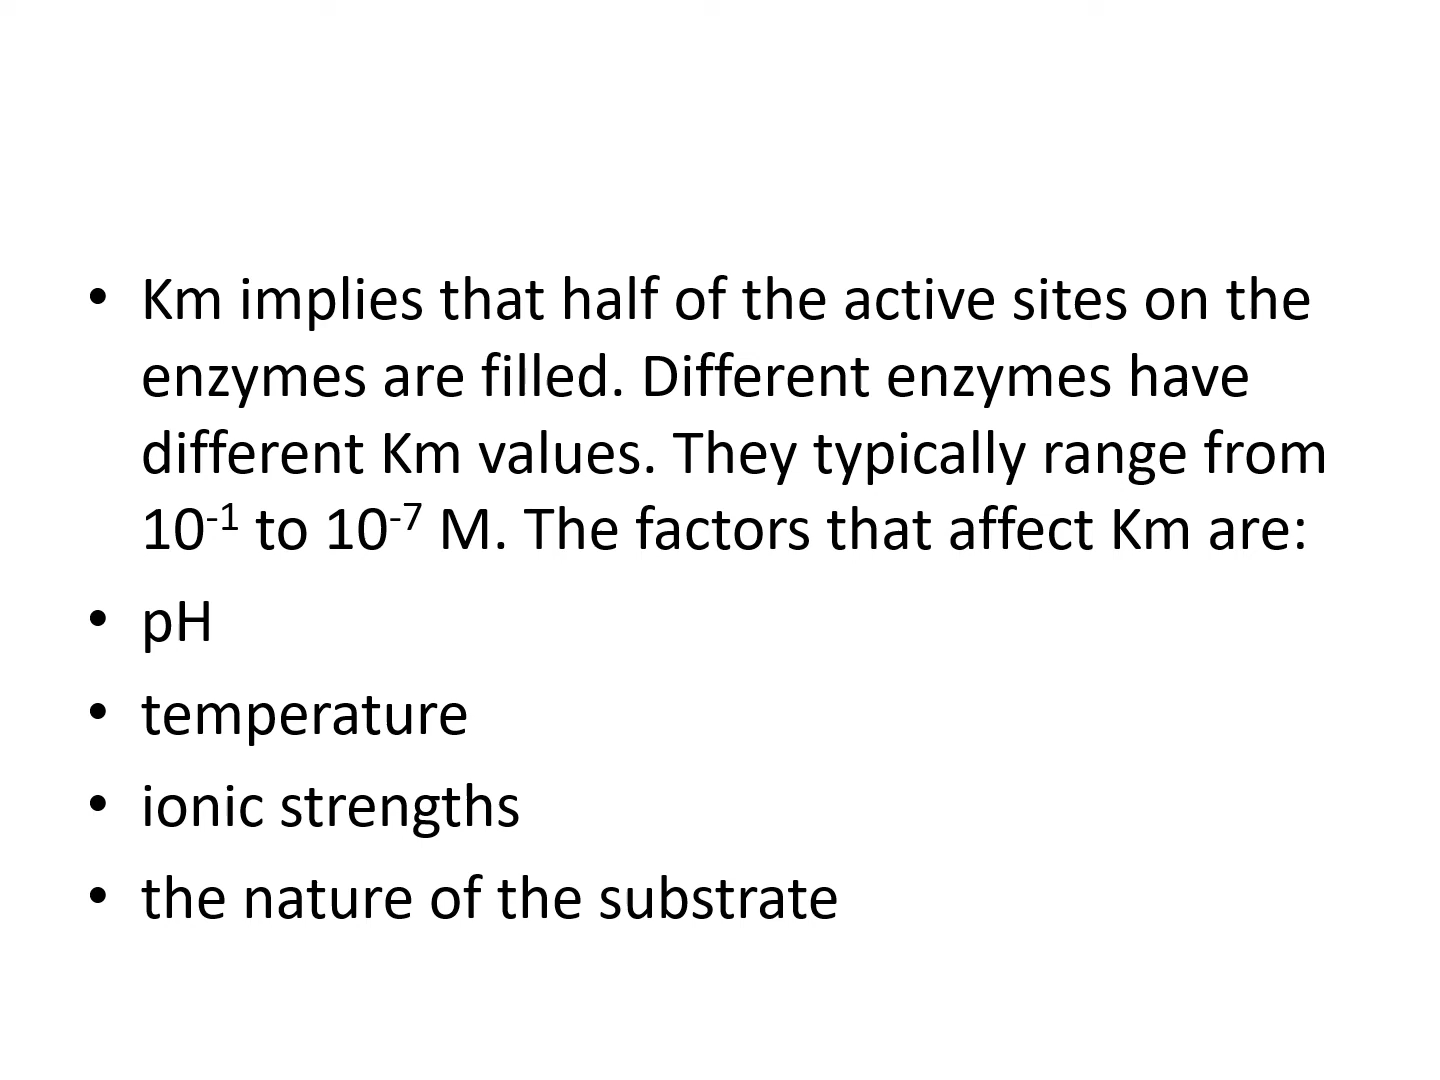 • Km implies that half of the active sites on the
enzymes are filled. Different enzymes have
different Km values. They typically range from
10⁻¹ to 10⁻⁷ M. The factors that affect Km are:
• pH
• temperature
• ionic strengths
• the nature of the substrate